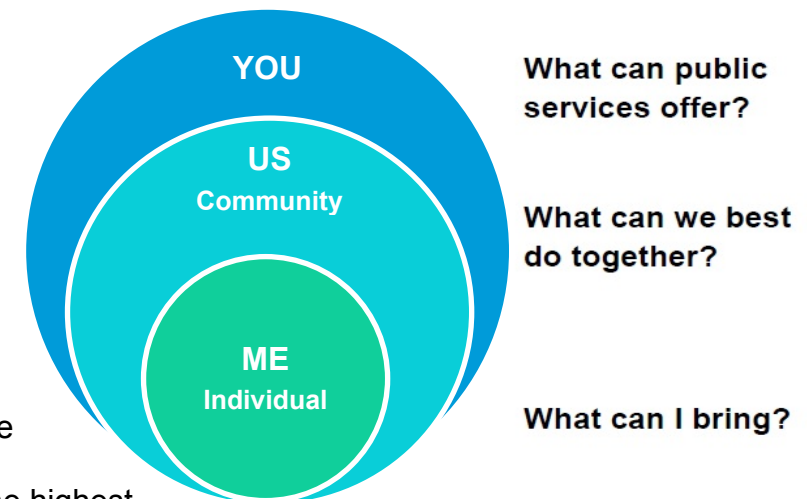 YOU
What can public
services offer?
US
Community
What can we best
do together?
ME
Individual
What can I bring?
e
highest